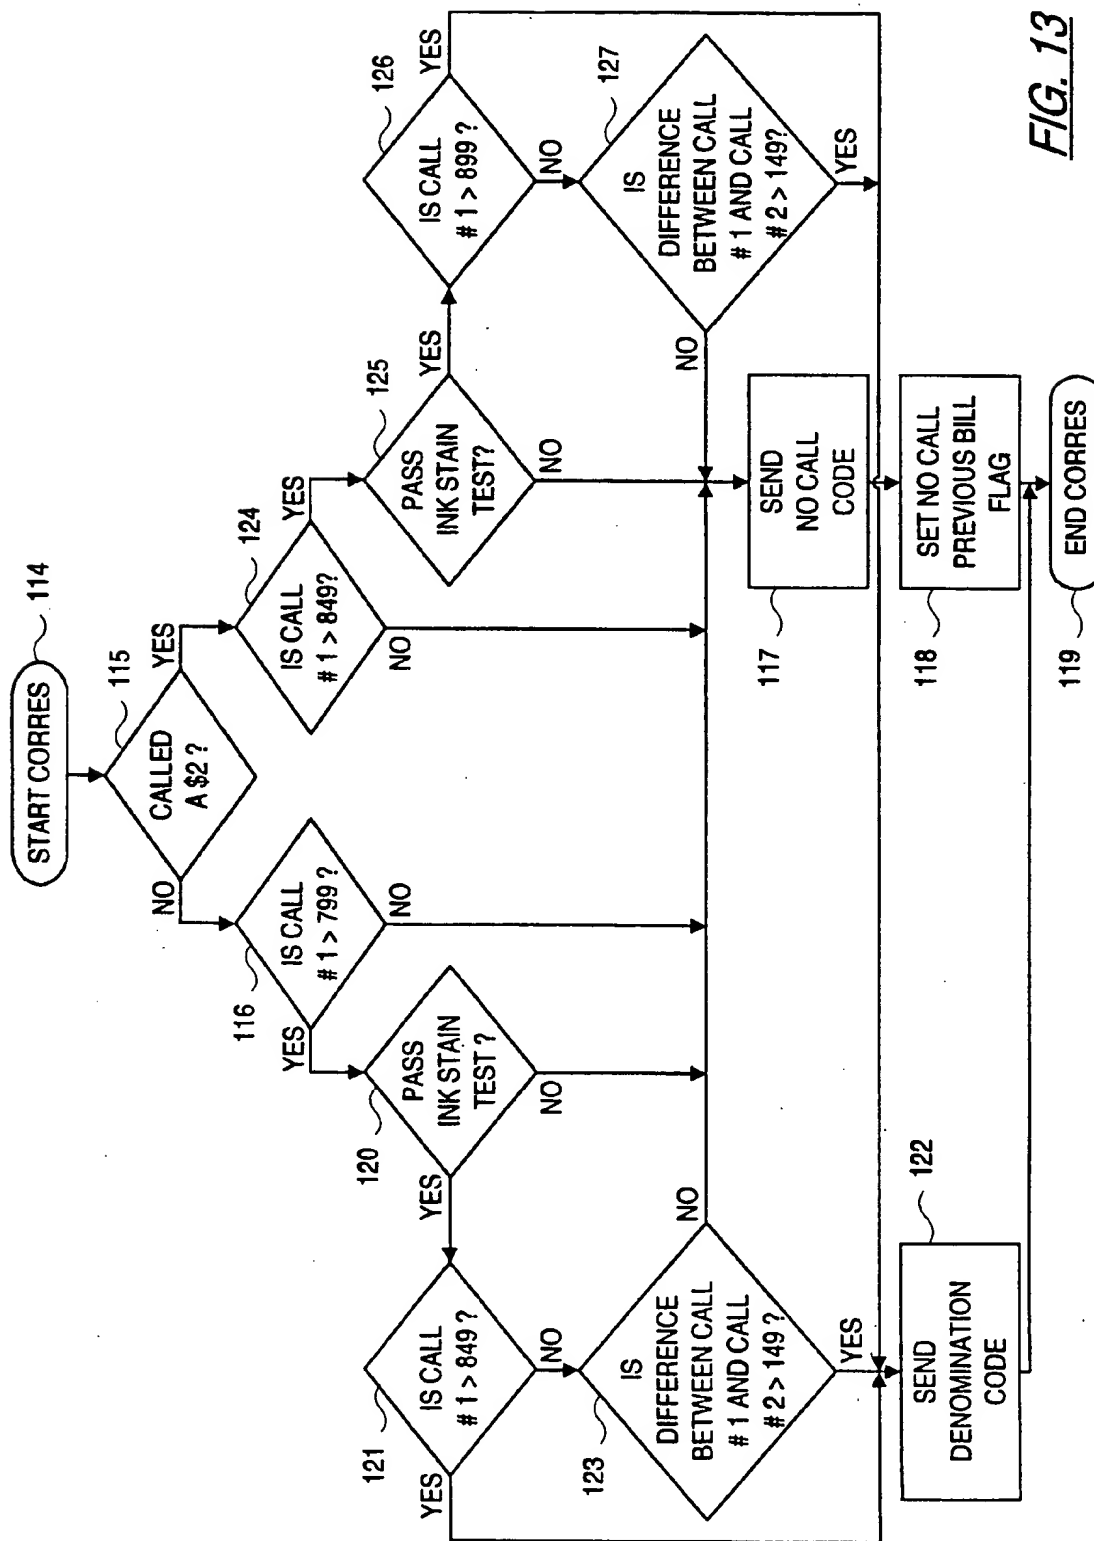 START CORRES
114
CALLED
A $2 ?
115
NO
YES
IS CALL
# 1 > 799 ?
116
YES
NO
IS CALL
# 1 > 849?
124
YES
NO
PASS
INK STAIN
TEST ?
120
YES
NO
PASS
INK STAIN
TEST?
125
YES
NO
IS CALL
# 1 > 849 ?
121
YES
NO
IS CALL
# 1 > 899 ?
126
YES
NO
IS
DIFFERENCE
BETWEEN CALL
# 1 AND CALL
# 2 > 149 ?
123
NO
YES
IS
DIFFERENCE
BETWEEN CALL
# 1 AND CALL
# 2 > 149?
127
NO
YES
SEND
NO CALL
CODE
117
SEND
DENOMINATION
CODE
122
SET NO CALL
PREVIOUS BILL
FLAG
118
END CORRES
119
FIG. 13